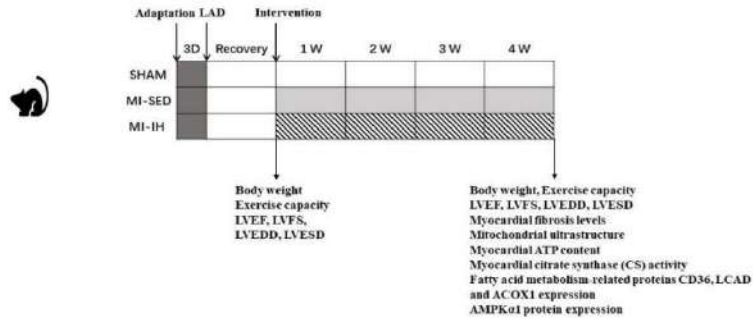 Adaptation LAD Intervention
3D Recovery 1 W 2 W 3 W 4 W
SHAM
MI-SED
MI-IH
Body weight
Exercise capacity
LVEF, LVFS,
LVEDD, LVESD
Body weight, Exercise capacity
LVEF, LVFS, LVEDD, LVESD
Myocardial fibrosis levels
Mitochondrial ultrastructure
Myocardial ATP content
Myocardial citrate synthase (CS) activity
Fatty acid metabolism-related proteins CD36, LCAD
and ACOX1 expression
AMPKα1 protein expression